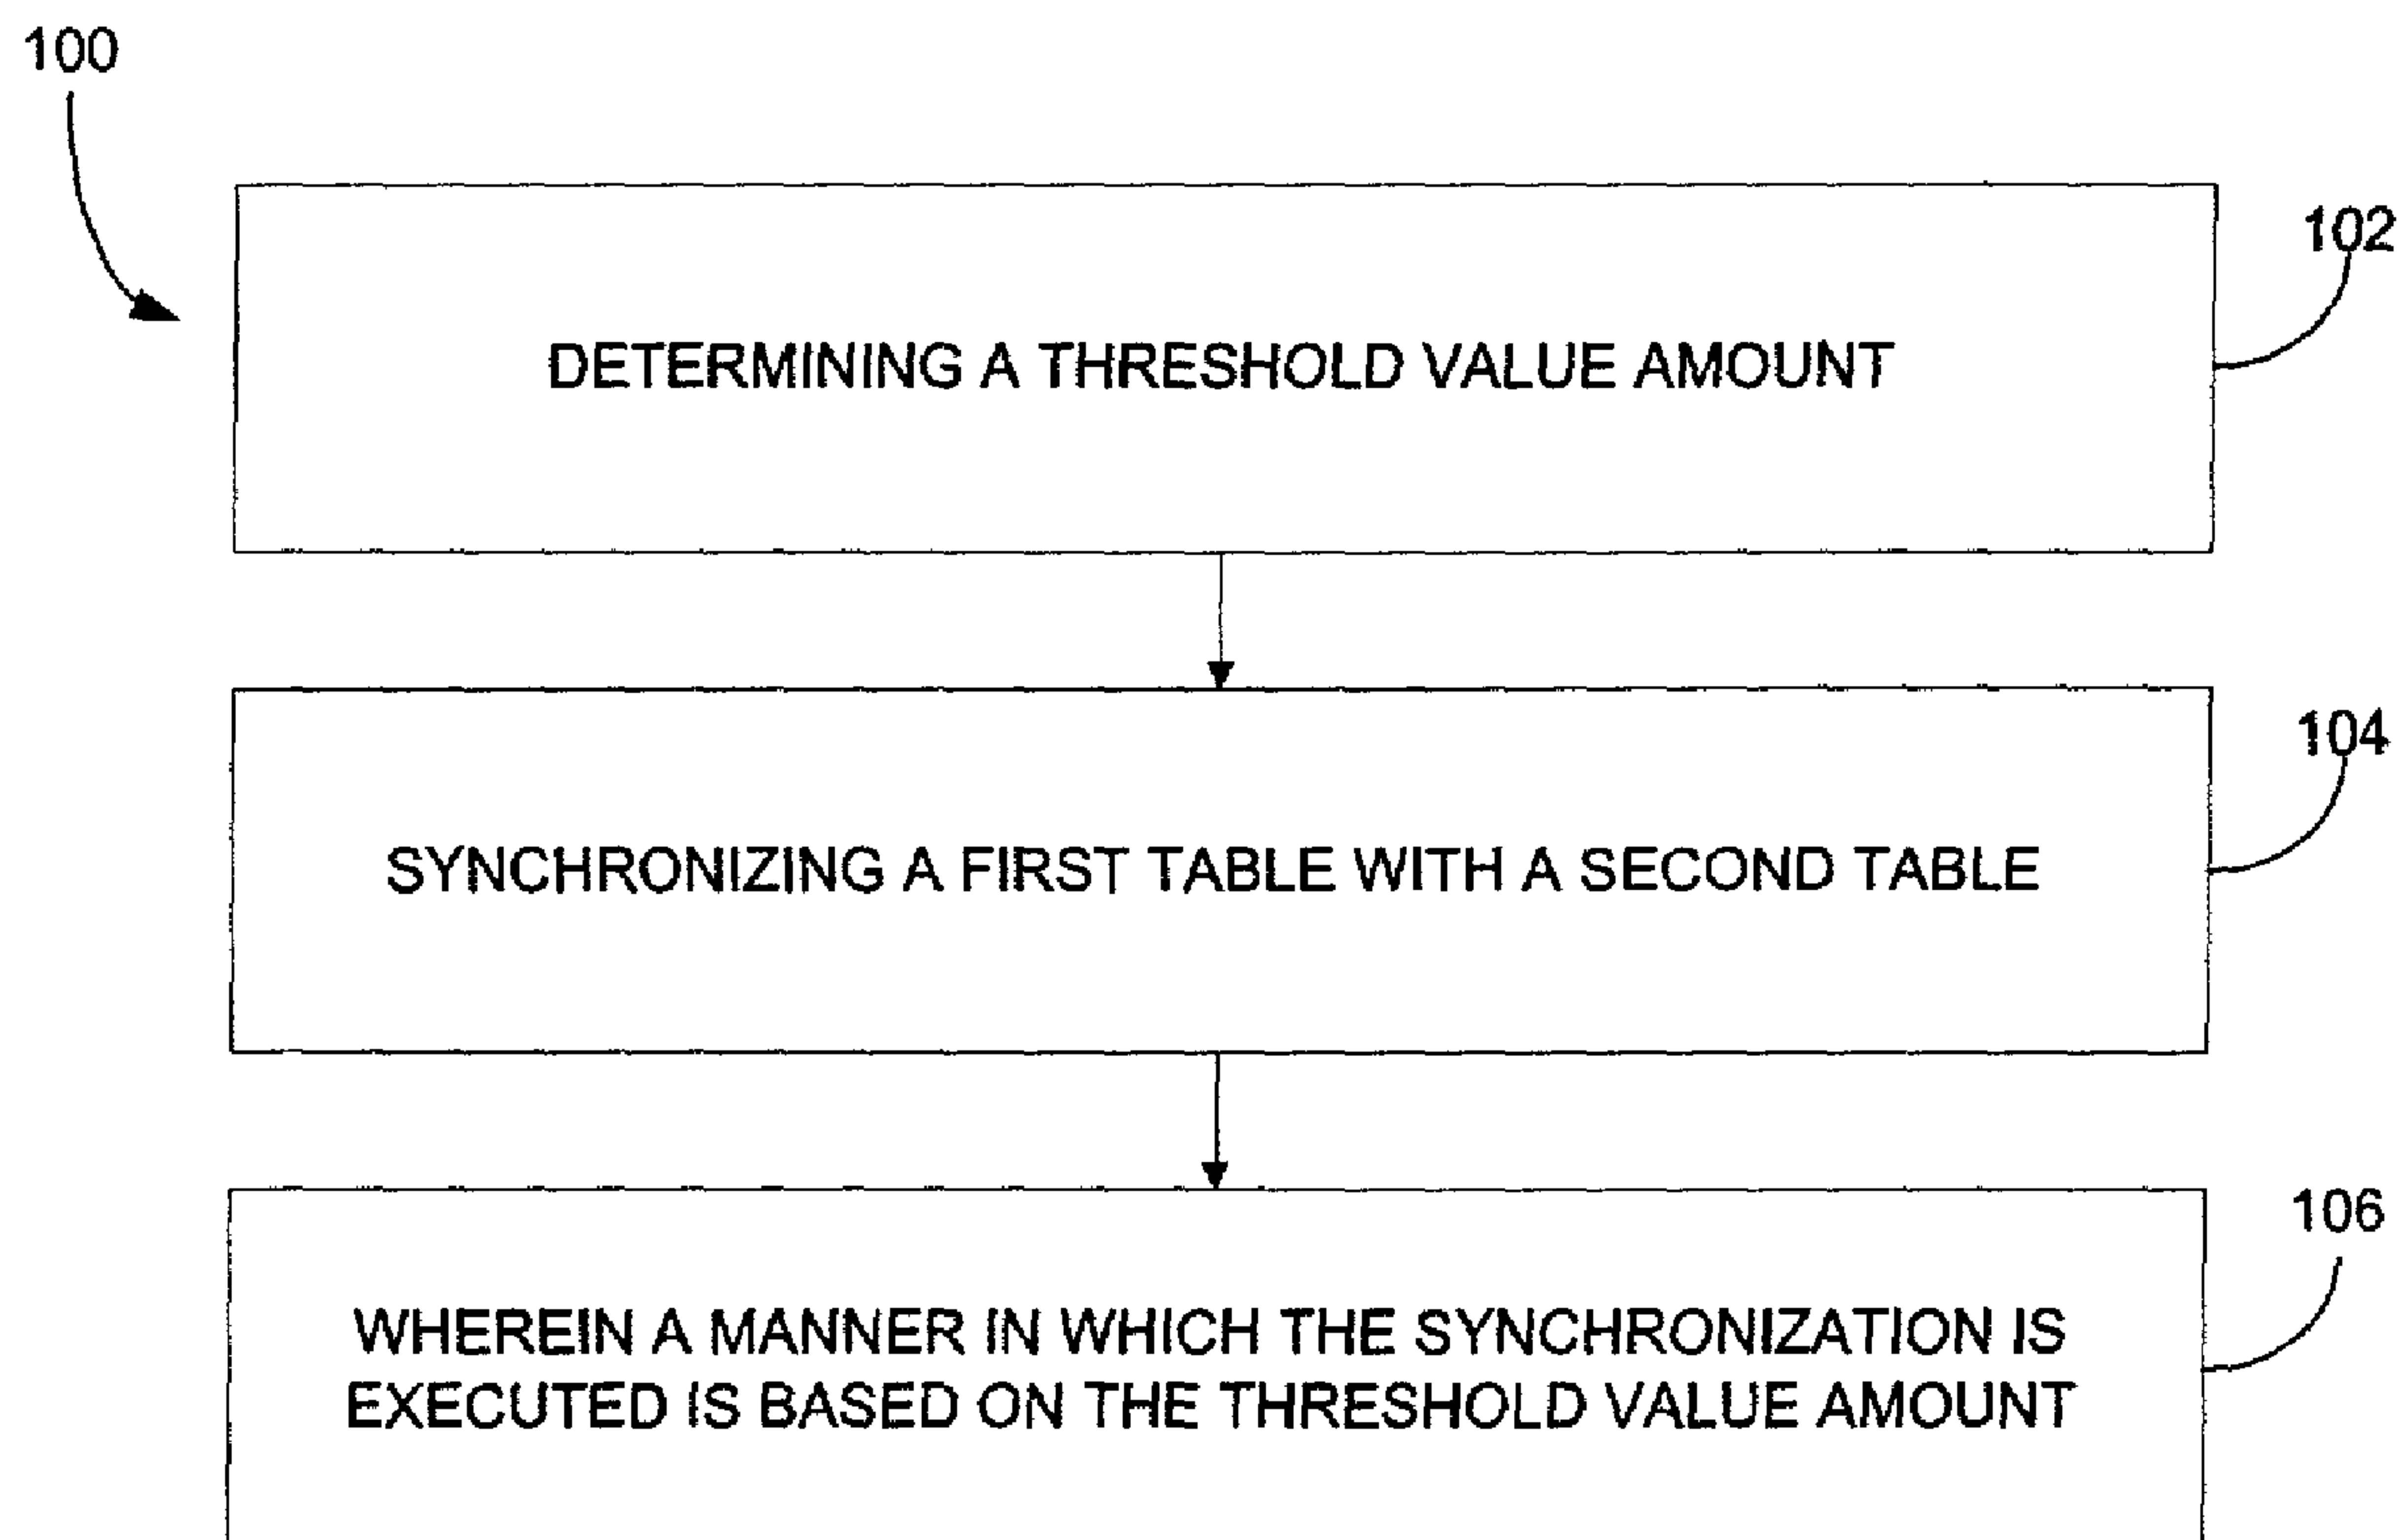 100
102
DETERMINING A THRESHOLD VALUE AMOUNT
104
SYNCHRONIZING A FIRST TABLE WITH A SECOND TABLE
106
WHEREIN A MANNER IN WHICH THE SYNCHRONIZATION IS
EXECUTED IS BASED ON THE THRESHOLD VALUE AMOUNT